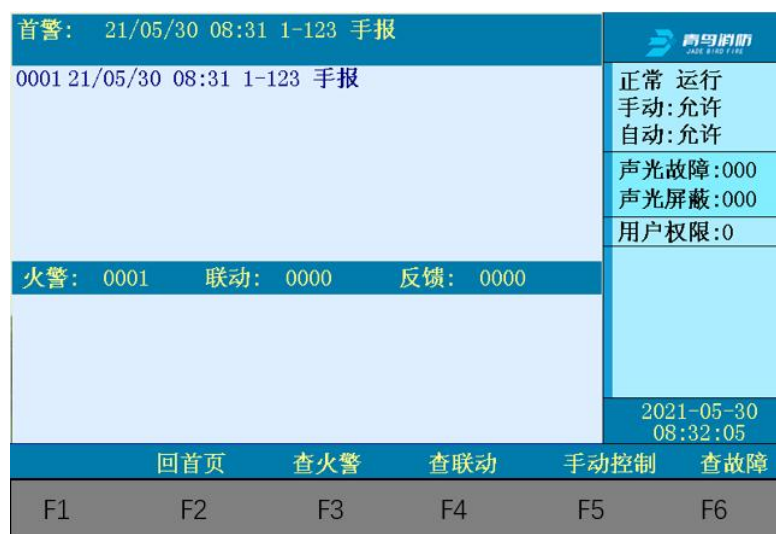 首警: 21/05/30 08:31 1-123 手报
青鸟消防
JADE BIRD FIRE
0001 21/05/30 08:31 1-123 手报
正常 运行
手动:允许
自动:允许
声光故障:000
声光屏蔽:000
用户权限:0
火警: 0001 联动: 0000 反馈: 0000
2021-05-30
08:32:05
回首页 查火警 查联动 手动控制 查故障
F1 F2 F3 F4 F5 F6